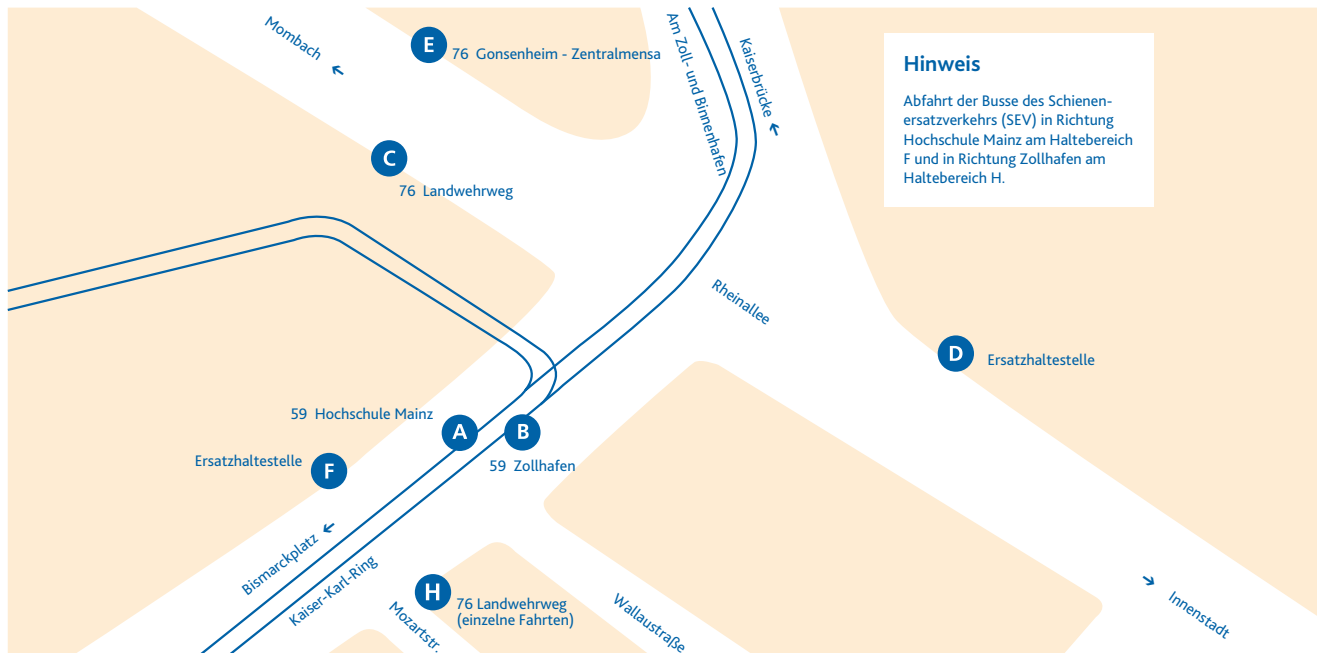 Mombach
E
76 Gonsenheim - Zentralmensa
Am Zoll- und Binnenhafen
Kaiserbrücke
Hinweis
Abfahrt der Busse des Schienen-
ersatzverkehrs (SEV) in Richtung
Hochschule Mainz am Haltebereich
F und in Richtung Zollhafen am
Haltebereich H.
C
76 Landwehrweg
Rheinallee
D
Ersatzhaltestelle
59 Hochschule Mainz
A
B
59 Zollhafen
Ersatzhaltestelle
F
Bismarckplatz
Kaiser-Karl-Ring
H
76 Landwehrweg
(einzelne Fahrten)
Mozartstr.
Wallaustraße
Innenstadt